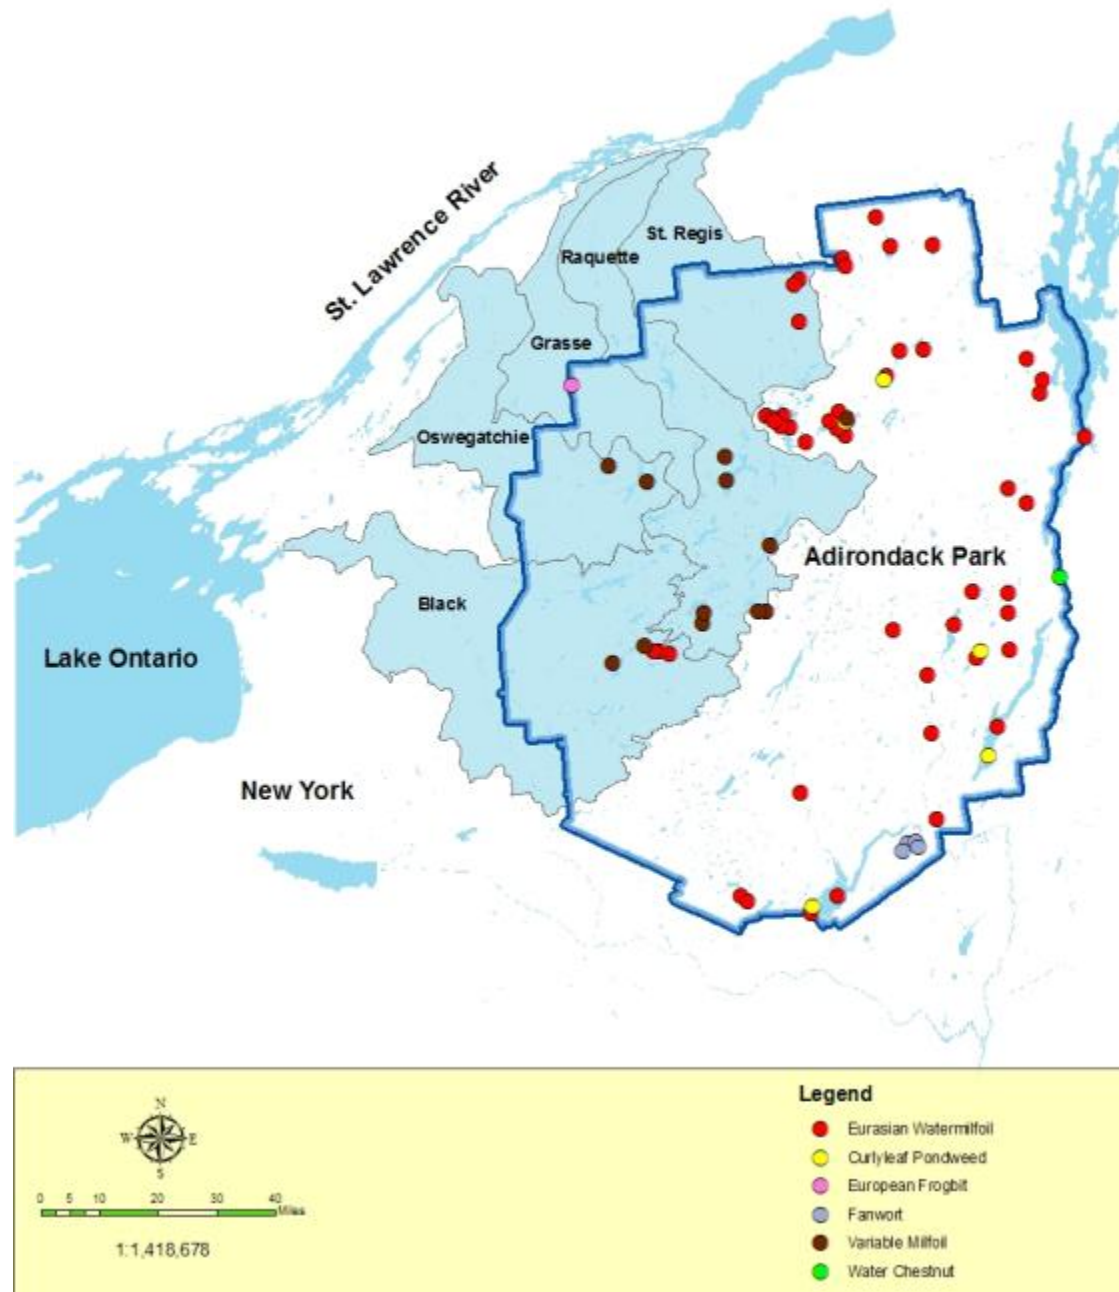 St. Lawrence River
St. Regis
Raquette
Grasse
Oswegatchie
Adirondack Park
Black
Lake Ontario
New York
Legend
N
W E
S
Eurasian Watermilfoil
Curlyleaf Pondweed
European Frogbit
Fanwort
Variable Milfoil
Water Chestnut
0 5 10 20 30 40
Miles
1:1,418,678